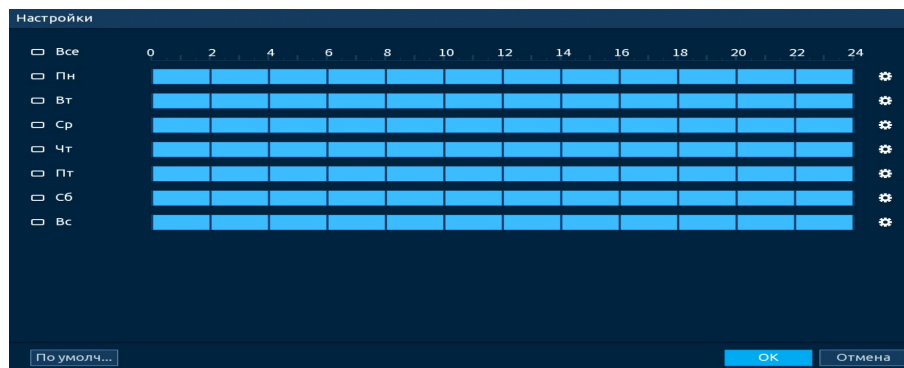 Настройки
Все 0 2 4 6 8 10 12 14 16 18 20 22 24
Пн
Вт
Ср
Чт
Пт
Сб
Вс
По умолч... OK Отмена